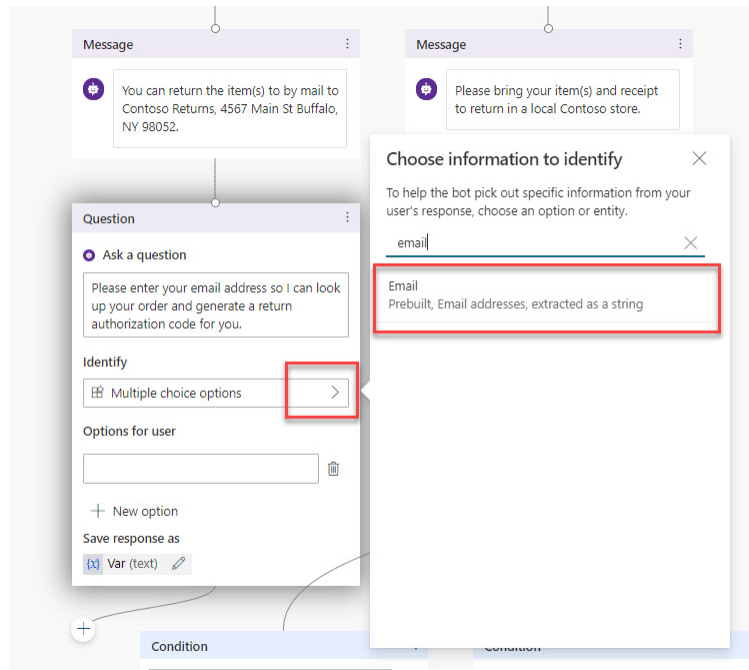 Message
You can return the item(s) to by mail to
Contoso Returns, 4567 Main St Buffalo,
NY 98052.
Message
Please bring your item(s) and receipt
to return in a local Contoso store.
Question
Ask a question
Please enter your email address so I can look
up your order and generate a return
authorization code for you.
Identify
Multiple choice options
Options for user
New option
Save response as
{x} Var (text)
Choose information to identify
To help the bot pick out specific information from your
user's response, choose an option or entity.
email
Email
Prebuilt, Email addresses, extracted as a string
Condition
Condition